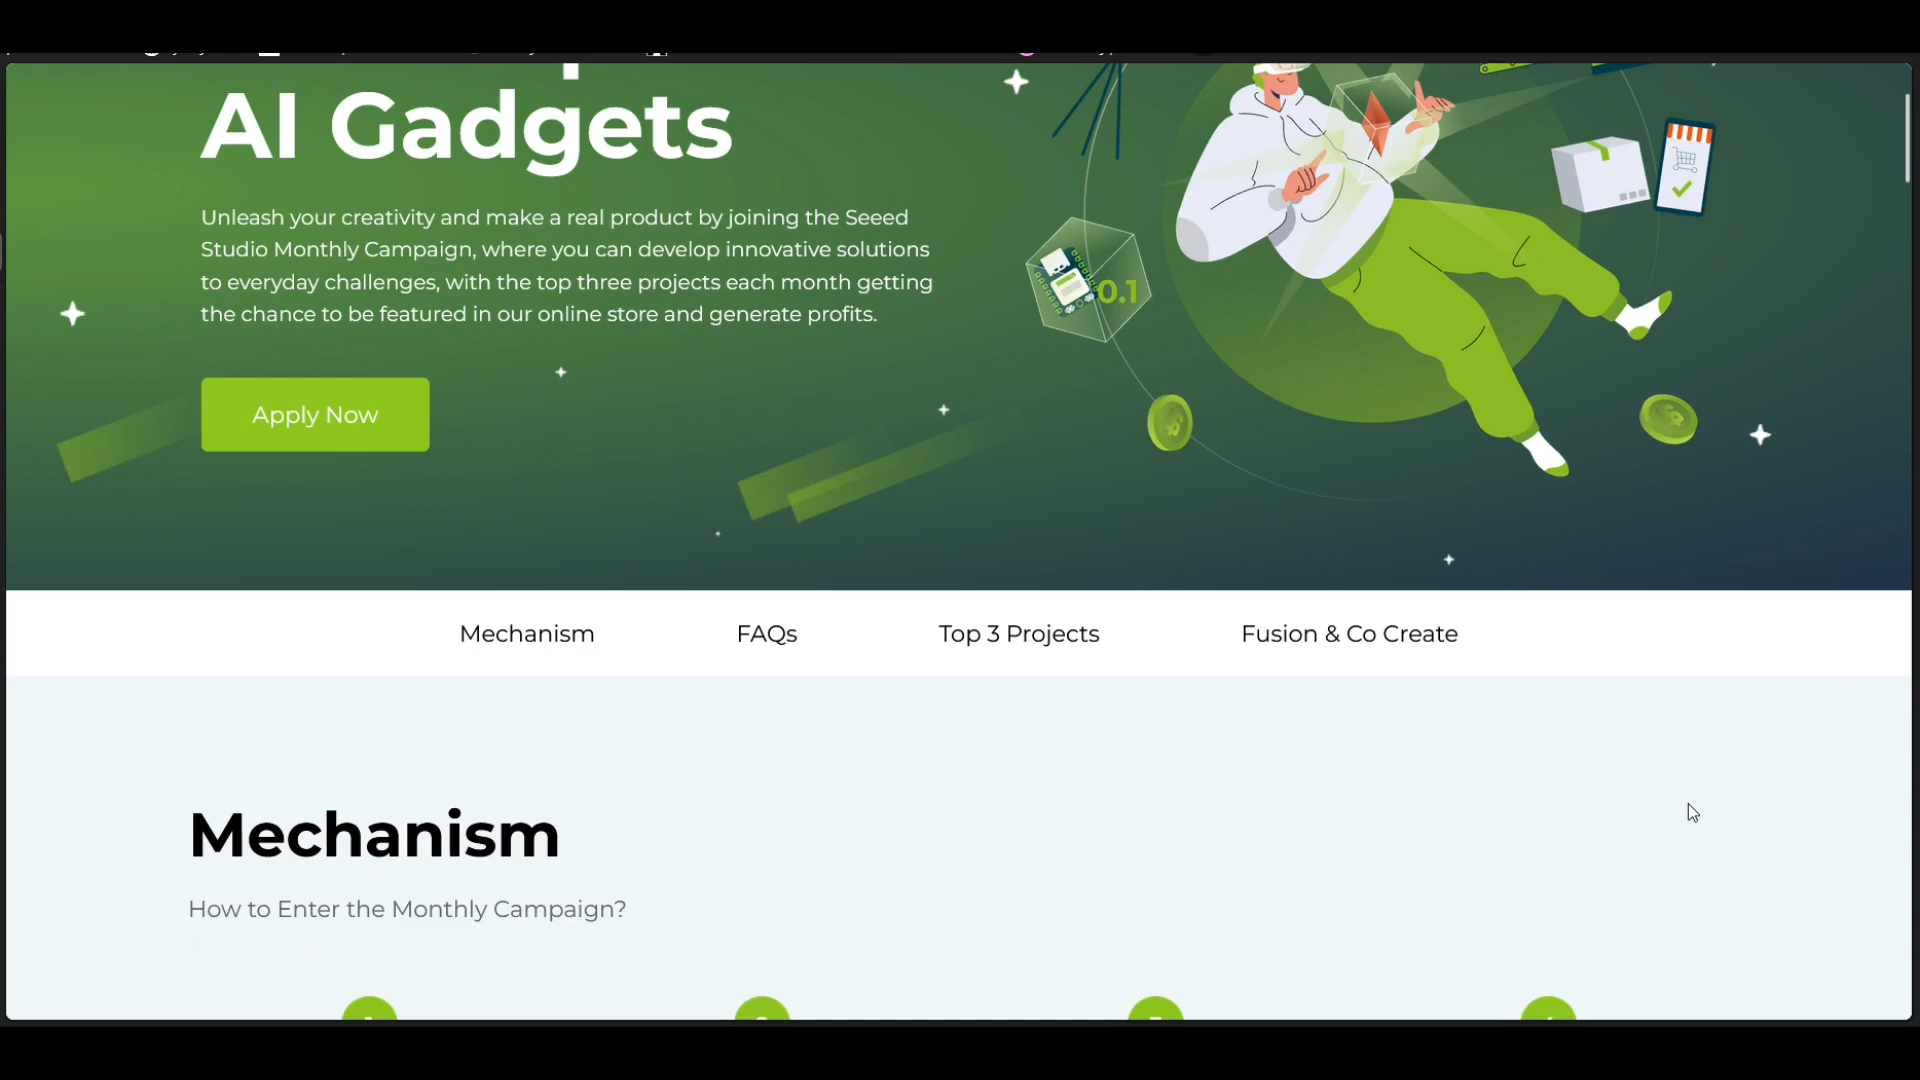 AI Gadgets
Unleash your creativity and make a real product by joining the Seeed
Studio Monthly Campaign, where you can develop innovative solutions
to everyday challenges, with the top three projects each month getting
the chance to be featured in our online store and generate profits.
0.1
Apply Now
Mechanism
FAQs
Top 3 Projects
Fusion & Co Create
Mechanism
How to Enter the Monthly Campaign?